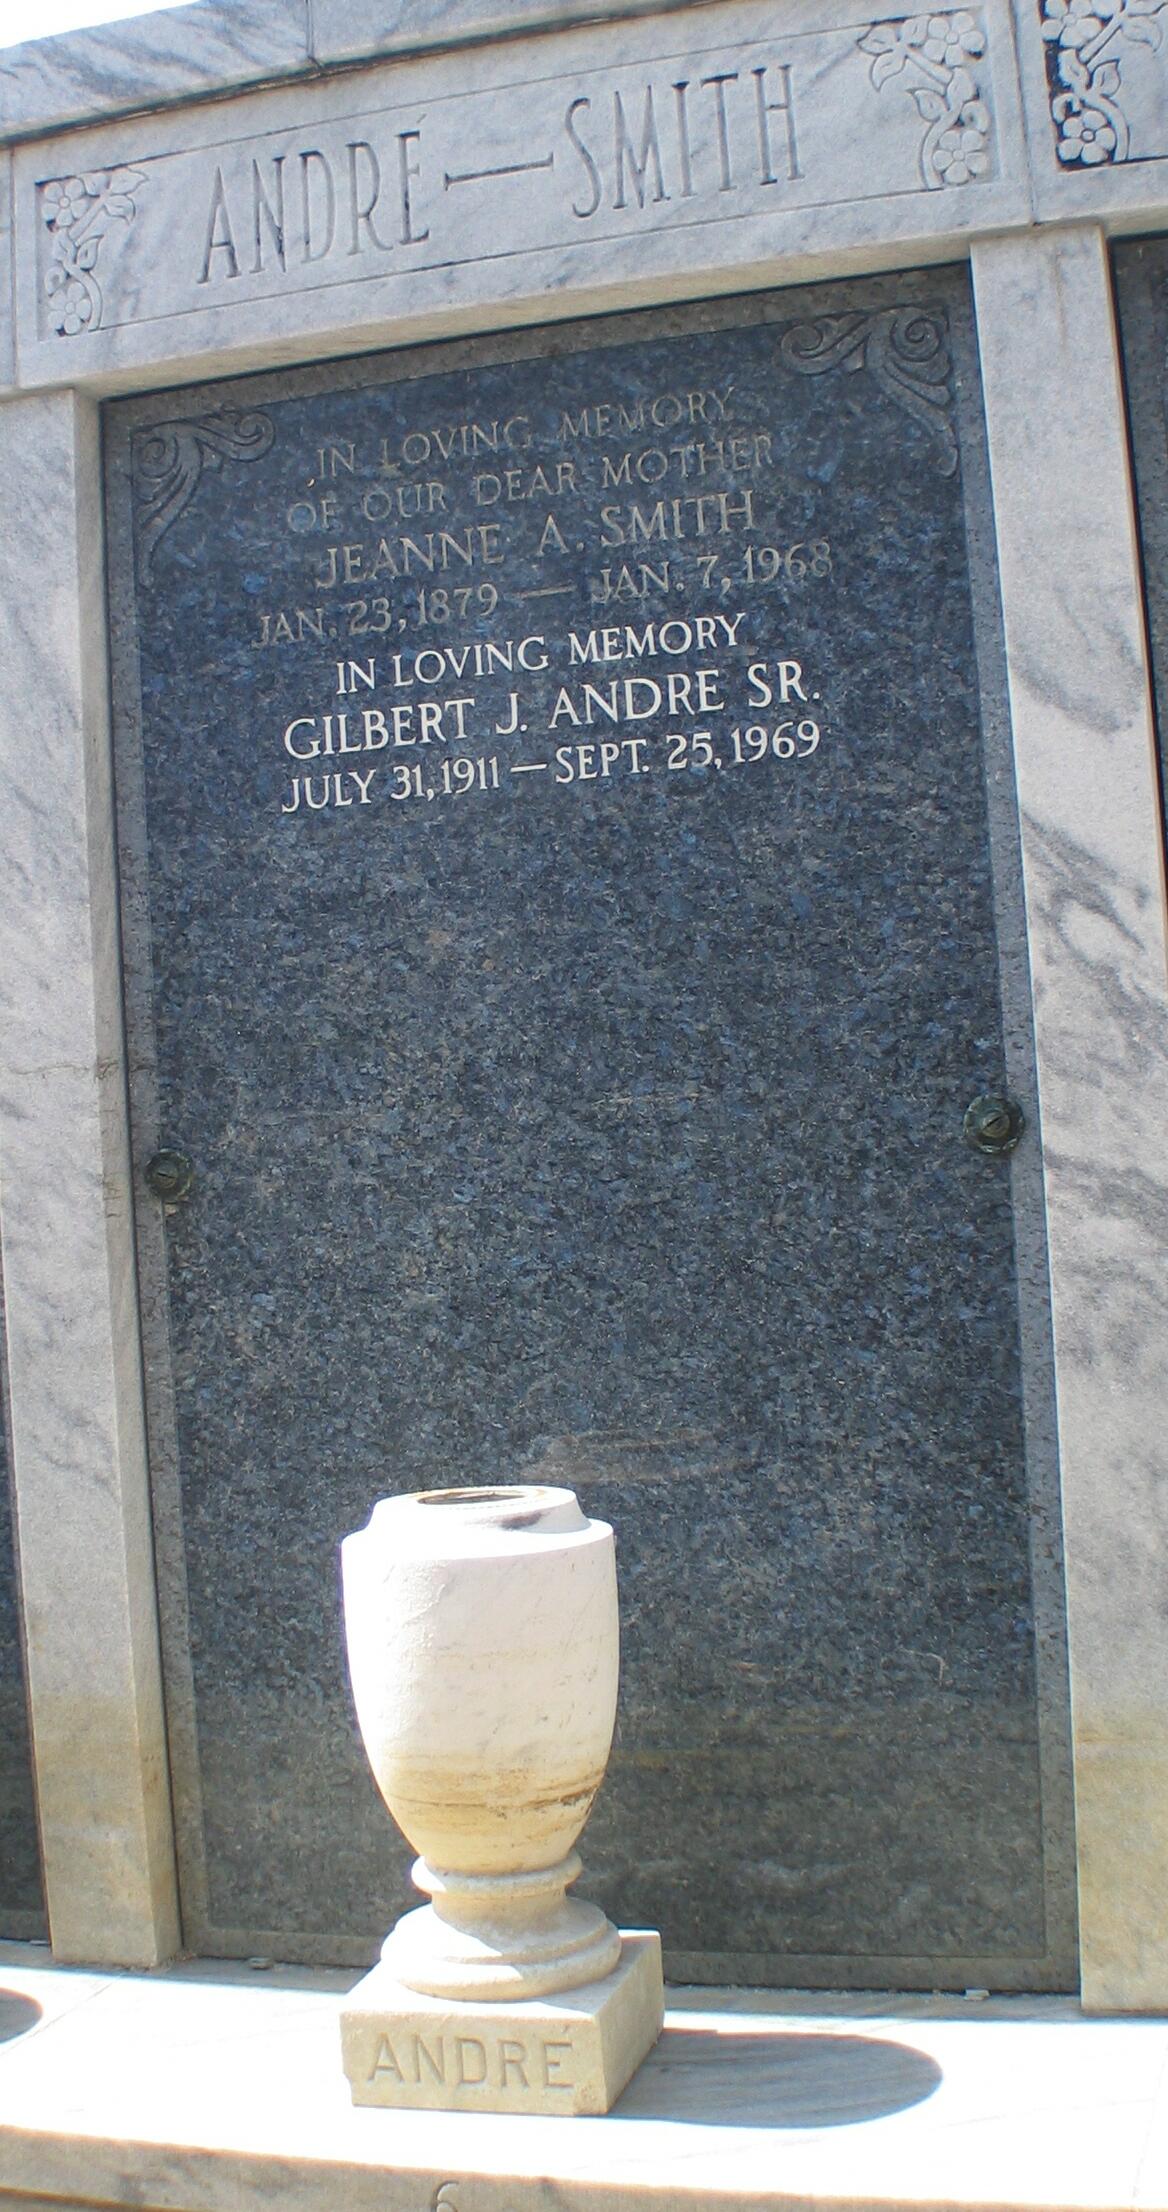 ANDRÉ—SMITH
IN LOVING MEMORY
OF OUR DEAR MOTHER
JEANNE A. SMITH
JAN. 23, 1879 — JAN. 7, 1968
IN LOVING MEMORY
GILBERT J. ANDRE SR.
JULY 31, 1911 — SEPT. 25, 1969
ANDRÉ
6